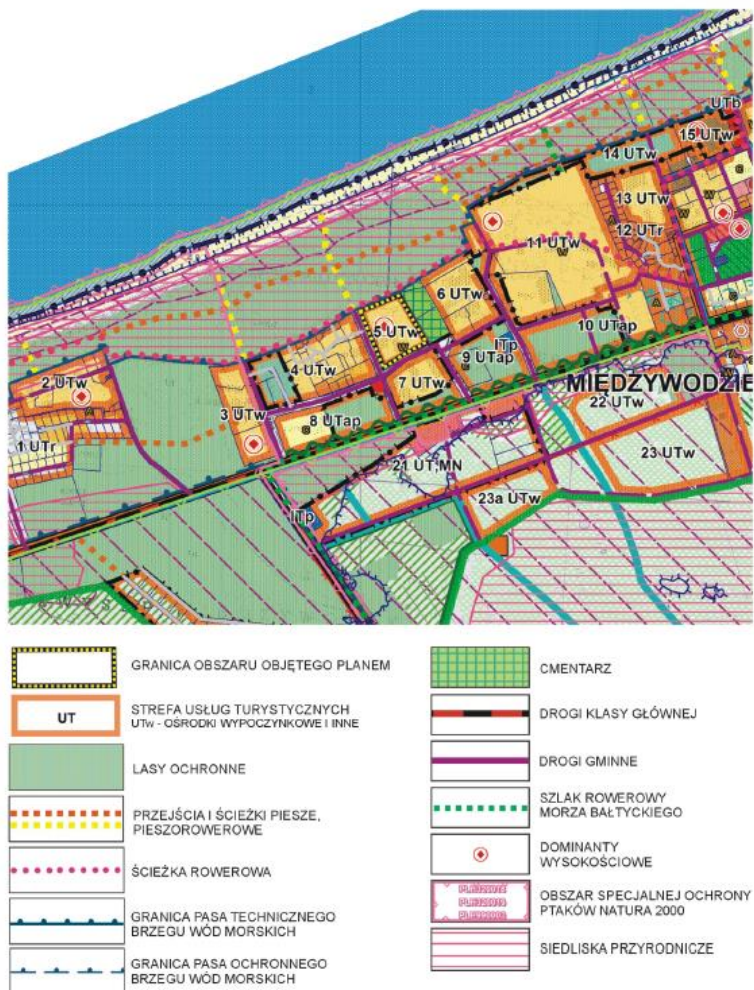 UTb
15 UTw
14 UTw
13 UTw
W
G
W
W
12 UTr
11 UTw
W
6 UTw
A
5 UTw
W
10 UTap
ITp
9 UTap
4 UTw
2 UTw
7 UTw
MIĘDZYWODZIE
3 UTw
8 UTap
G
22 UTw
1 UTr
23 UTw
21 UT,MN
23a UTw
ITp
GRANICA OBSZARU OBJĘTEGO PLANEM
UT
STREFA USŁUG TURYSTYCZNYCH
UTw - OŚRODKI WYPOCZYNKOWE I INNE
LASY OCHRONNE
PRZEJŚCIA I ŚCIEŻKI PIESZE,
PIESZOROWEROWE
ŚCIEŻKA ROWEROWA
GRANICA PASA TECHNICZNEGO
BRZEGU WÓD MORSKICH
GRANICA PASA OCHRONNEGO
BRZEGU WÓD MORSKICH
CMENTARZ
DROGI KLASY GŁÓWNEJ
DROGI GMINNE
SZLAK ROWEROWY
MORZA BAŁTYCKIEGO
DOMINANTY
WYSOKOŚCIOWE
OBSZAR SPECJALNEJ OCHRONY
PTAKÓW NATURA 2000
SIEDLISKA PRZYRODNICZE